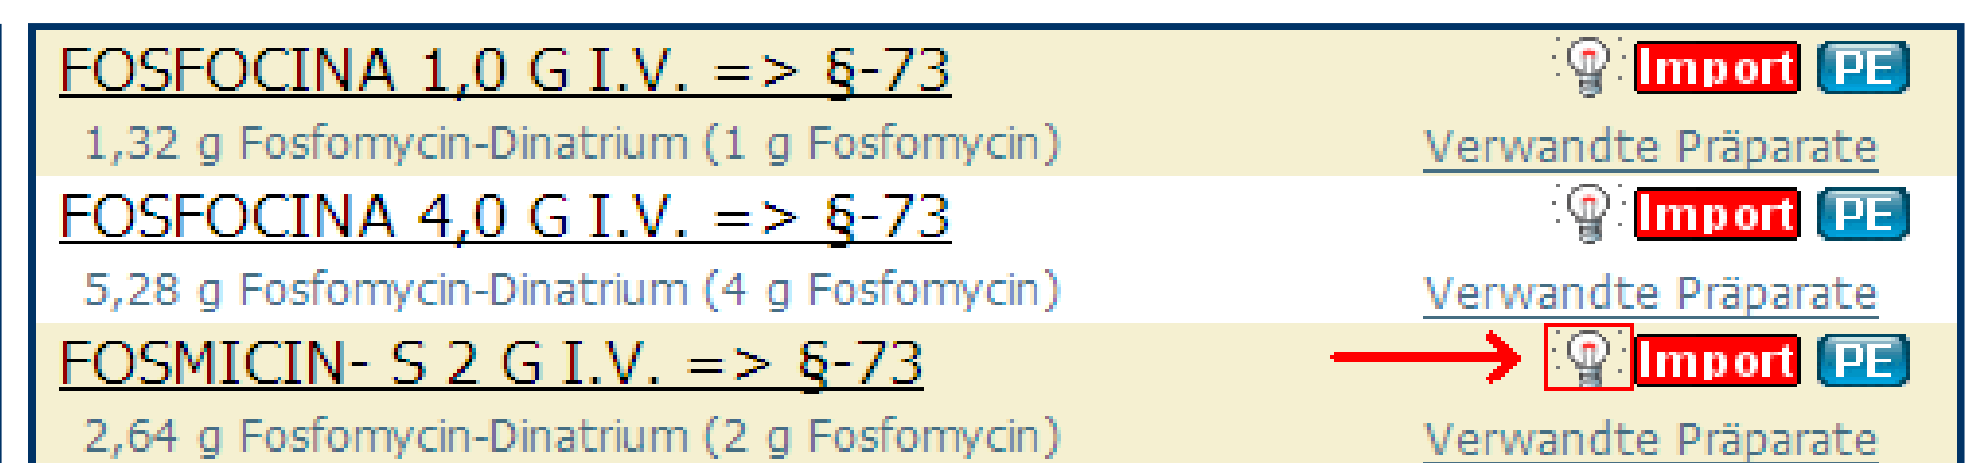 FOSFOCINA 1,0 G I.V. => §-73 Import PE
1,32 g Fosfomycin-Dinatrium (1 g Fosfomycin) Verwandte Präparate
FOSFOCINA 4,0 G I.V. => §-73 Import PE
5,28 g Fosfomycin-Dinatrium (4 g Fosfomycin) Verwandte Präparate
FOSMICIN- S 2 G I.V. => §-73 Import PE
2,64 g Fosfomycin-Dinatrium (2 g Fosfomycin) Verwandte Präparate